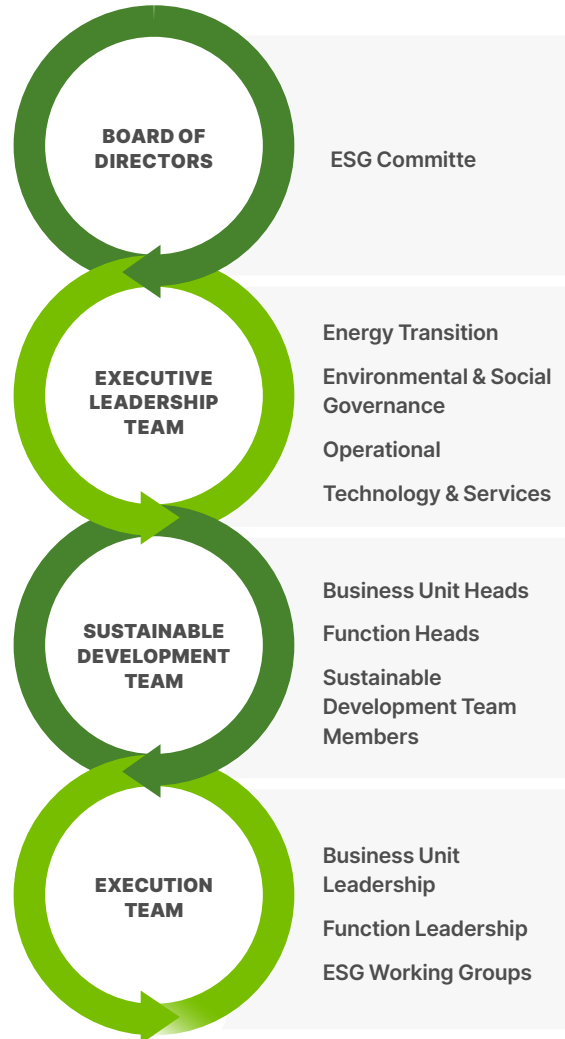 BOARD OF
DIRECTORS
ESG Committe
EXECUTIVE
LEADERSHIP
TEAM
Energy Transition
Environmental & Social
Governance
Operational
Technology & Services
SUSTAINABLE
DEVELOPMENT
TEAM
Business Unit Heads
Function Heads
Sustainable
Development Team
Members
EXECUTION
TEAM
Business Unit
Leadership
Function Leadership
ESG Working Groups